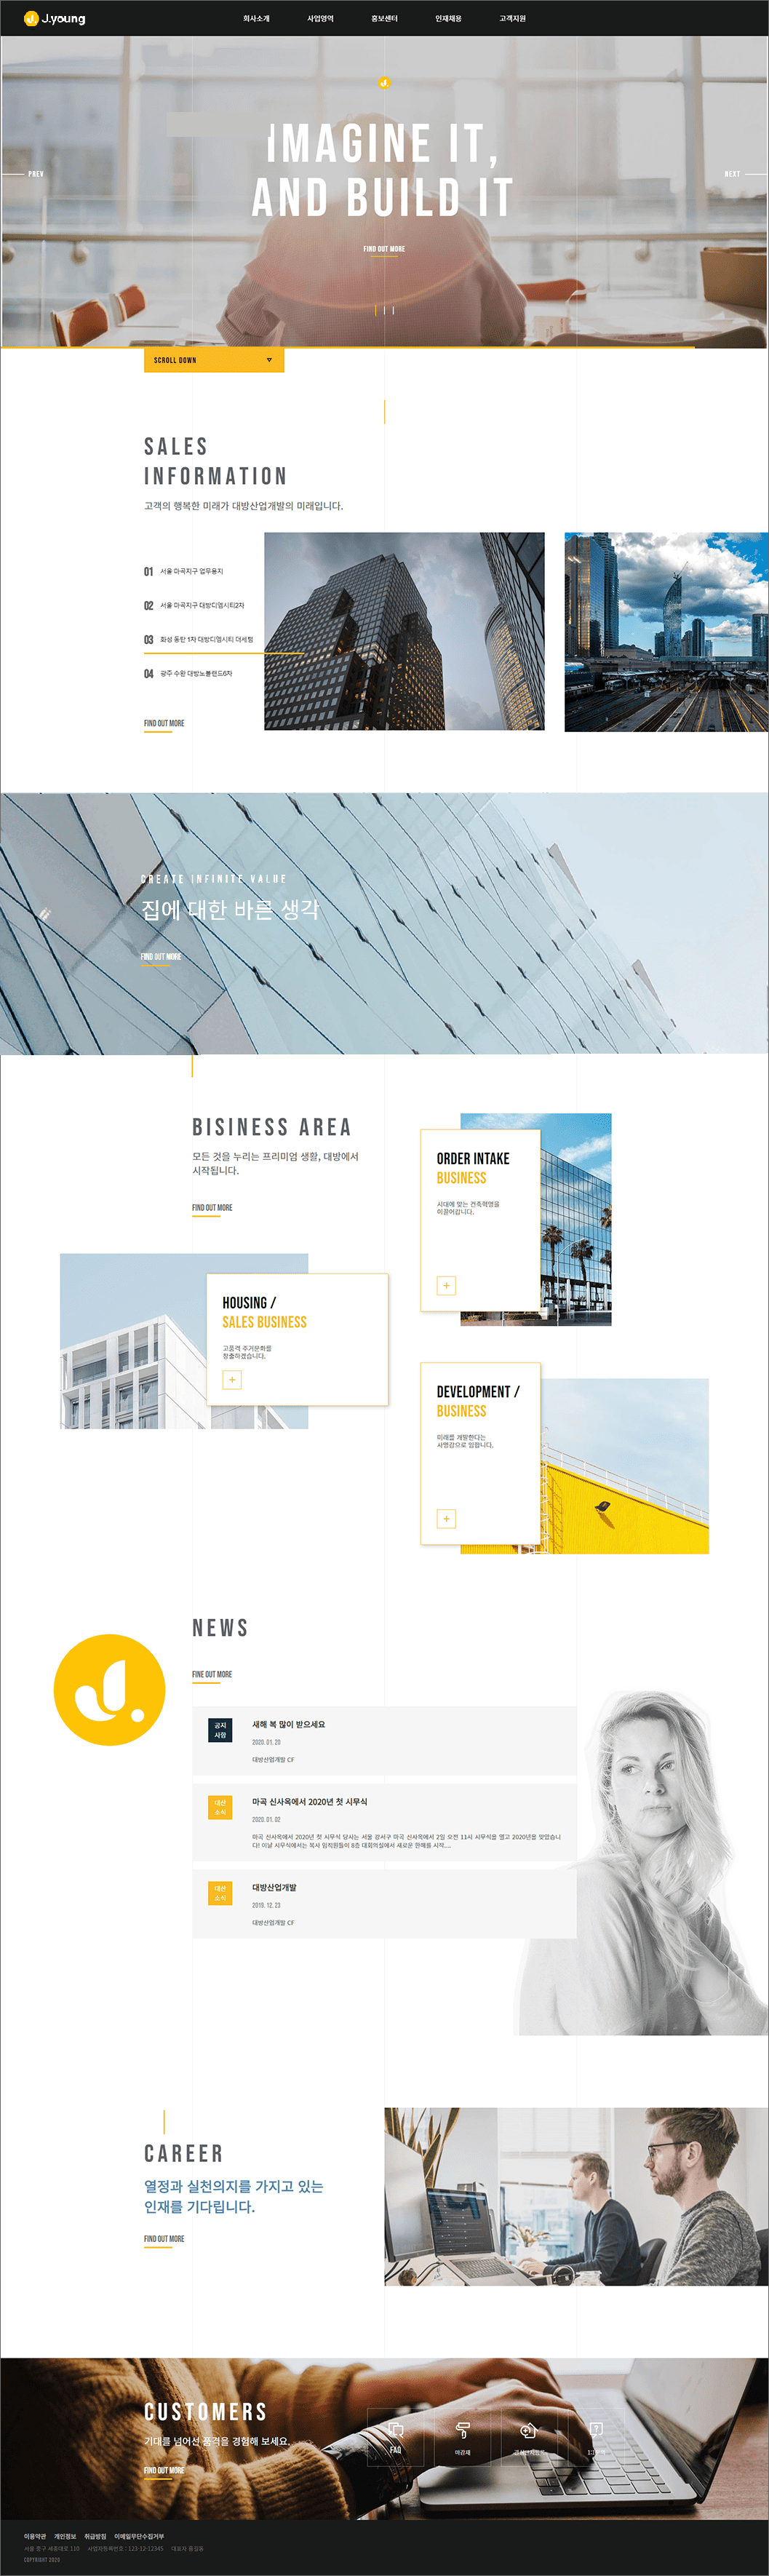 J.young
회사소개 사업영역 홍보센터 인재채용 고객지원
IMAGINE IT,
AND BUILD IT
PREV
NEXT
FIND OUT MORE
SCROLL DOWN
SALES
INFORMATION
고객의 행복한 미래가 대방산업개발의 미래입니다.
01 서울 마곡지구 업무용지
02 서울 마곡지구 대방디엠시티2차
03 화성 동탄 1차 대방디엠시티 더세텀
04 광주 수완 대방노블랜드6차
FIND OUT MORE
CREATE INFINITE VALUE
집에 대한 바른 생각
FIND OUT MORE
BISINESS AREA
모든 것을 누리는 프리미엄 생활, 대방에서
시작됩니다.
FIND OUT MORE
ORDER INTAKE
BUSINESS
시대에 맞는 건축혁명을
이끌어갑니다.
+
HOUSING /
SALES BUSINESS
고품격 주거문화를
창출하겠습니다.
+
DEVELOPMENT /
BUSINESS
미래를 개발한다는
사명감으로 임합니다.
+
NEWS
FINE OUT MORE
공지
사항
새해 복 많이 받으세요
2020. 01. 20
대방산업개발 CF
대산
소식
마곡 신사옥에서 2020년 첫 시무식
2020. 01. 02
마곡 신사옥에서 2020년 첫 시무식 당사는 서울 강서구 마곡 신사옥에서 2일 오전 11시 시무식을 열고 2020년을 맞았습니
다! 이날 시무식에서는 복사 임직원들이 8층 대회의실에서 새로운 한해를 시작....
대산
소식
대방산업개발
2019. 12. 23
대방산업개발 CF
CAREER
열정과 실천의지를 가지고 있는
인재를 기다립니다.
FIND OUT MORE
CUSTOMERS
기대를 넘어선 품격을 경험해 보세요.
FIND OUT MORE
FAQ
마감재
이용약관 개인정보 취급방침 이메일무단수집거부
서울 중구 세종대로 110 사업자등록번호 : 123-12-12345 대표자 홍길동
COPYRIGHT 2020